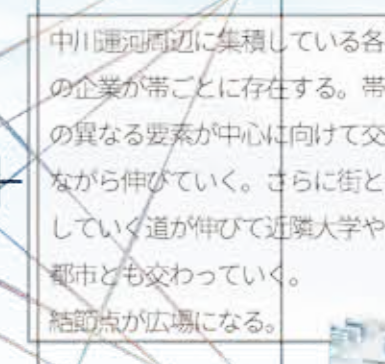 中川運河周辺に集積している各
の企業が帯ごとに存在する。帯
の異なる要素が中心に向けて交
ながら伸びていく。さらに街と
していく道が伸びて近隣大学や
都市とも交わっていく。
結節点が広場になる。